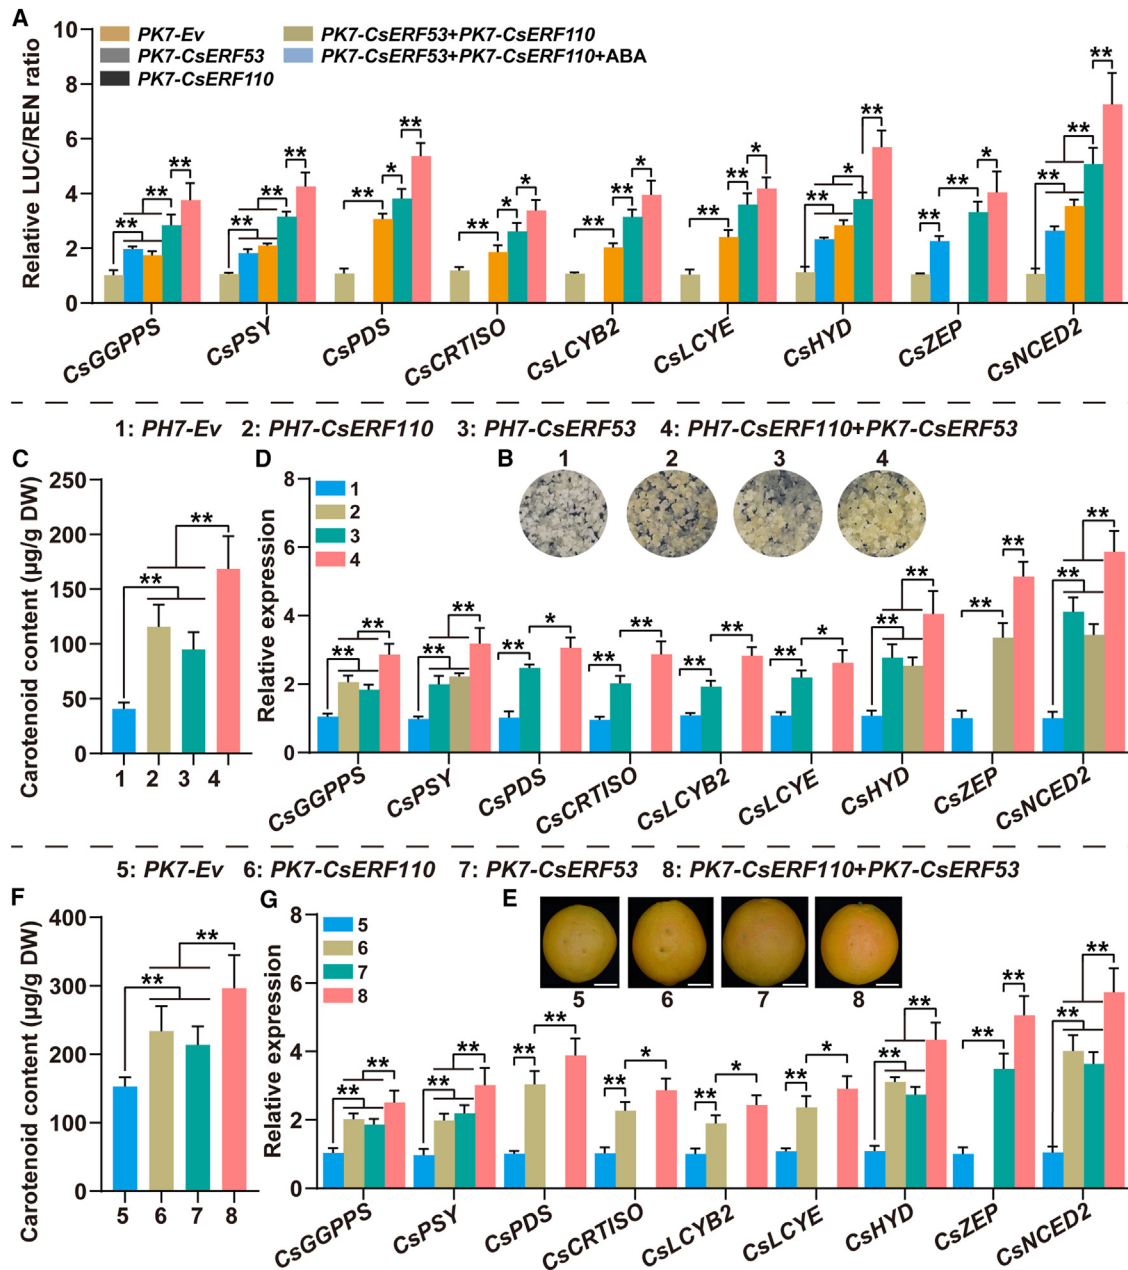 A
Relative LUC/REN ratio
10
8
6
4
2
0
PK7-Ev
PK7-CsERF53
PK7-CsERF110
PK7-CsERF53+PK7-CsERF110
PK7-CsERF53+PK7-CsERF110+ABA
** ** **
** ** **
** * **
** * *
** ** *
** ** *
** * **
** ** *
** ** **
CsGGPPS CsPSY CsPDS CsCRTISO CsLCYB2 CsLCYE CsHYD CsZEP CsNCED2
1: PH7-Ev 2: PH7-CsERF110 3: PH7-CsERF53 4: PH7-CsERF110+PK7-CsERF53
C
Carotenoid content (µg/g DW)
250
200
150
100
50
0
** **
1 2 3 4
D
Relative expression
8
6
4
2
0
1
2
3
4
B
1 2 3 4
** **
** **
** *
** **
** **
** *
** **
** **
** **
CsGGPPS CsPSY CsPDS CsCRTISO CsLCYB2 CsLCYE CsHYD CsZEP CsNCED2
5: PK7-Ev 6: PK7-CsERF110 7: PK7-CsERF53 8: PK7-CsERF110+PK7-CsERF53
F
Carotenoid content (µg/g DW)
400
300
200
100
0
** **
5 6 7 8
G
Relative expression
8
6
4
2
0
5
6
7
8
E
5 6 7 8
** **
** **
** **
** *
** *
** *
** **
** **
** **
CsGGPPS CsPSY CsPDS CsCRTISO CsLCYB2 CsLCYE CsHYD CsZEP CsNCED2